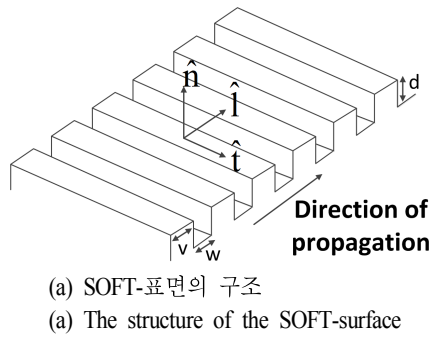 n̂
l̂
t̂
d
Direction of
propagation
v
w
(a) SOFT-표면의 구조
(a) The structure of the SOFT-surface